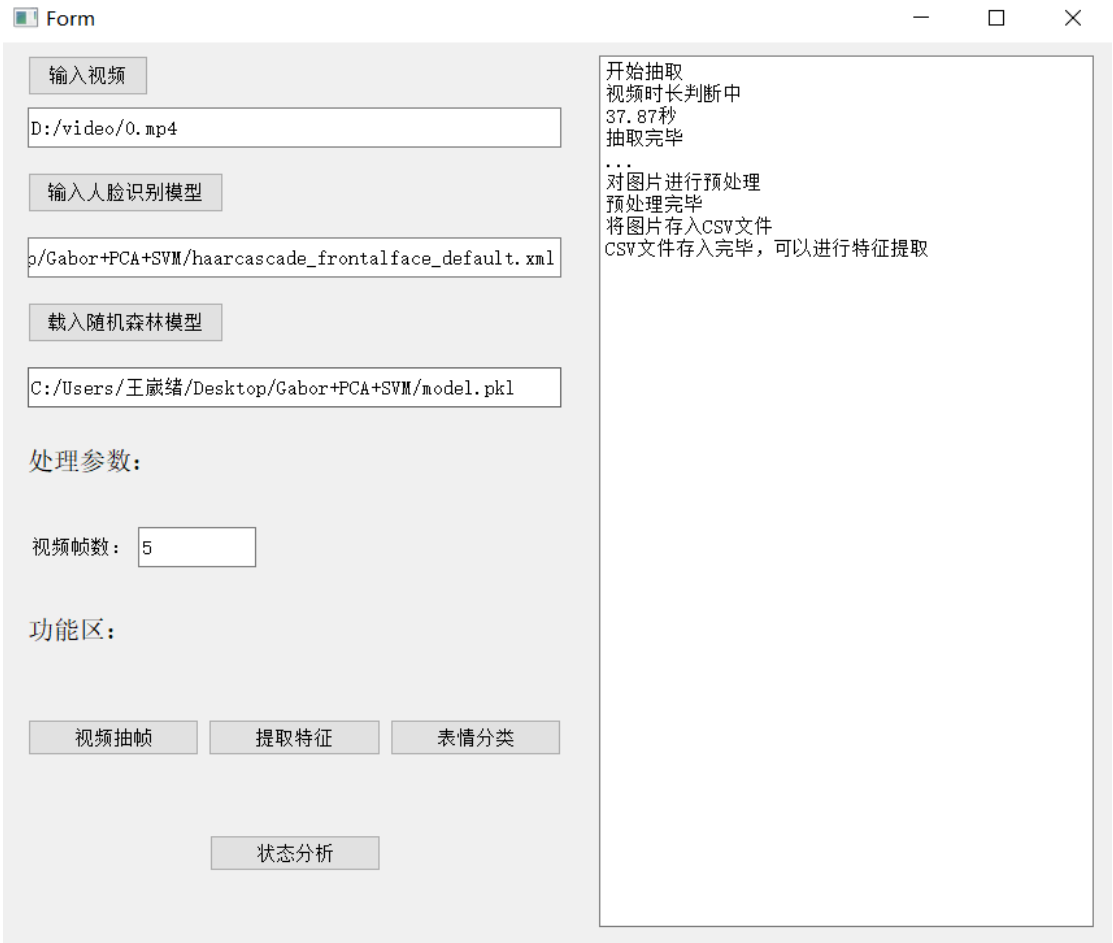 Form
输入视频
D:/video/0.mp4
输入人脸识别模型
p/Gabor+PCA+SVM/haarcascade_frontalface_default.xml
载入随机森林模型
C:/Users/王崴绪/Desktop/Gabor+PCA+SVM/model.pkl
处理参数:
视频帧数: 5
功能区:
视频抽帧 提取特征 表情分类
状态分析
开始抽取
视频时长判断中
37.87秒
抽取完毕
...
对图片进行预处理
预处理完毕
将图片存入CSV文件
CSV文件存入完毕，可以进行特征提取